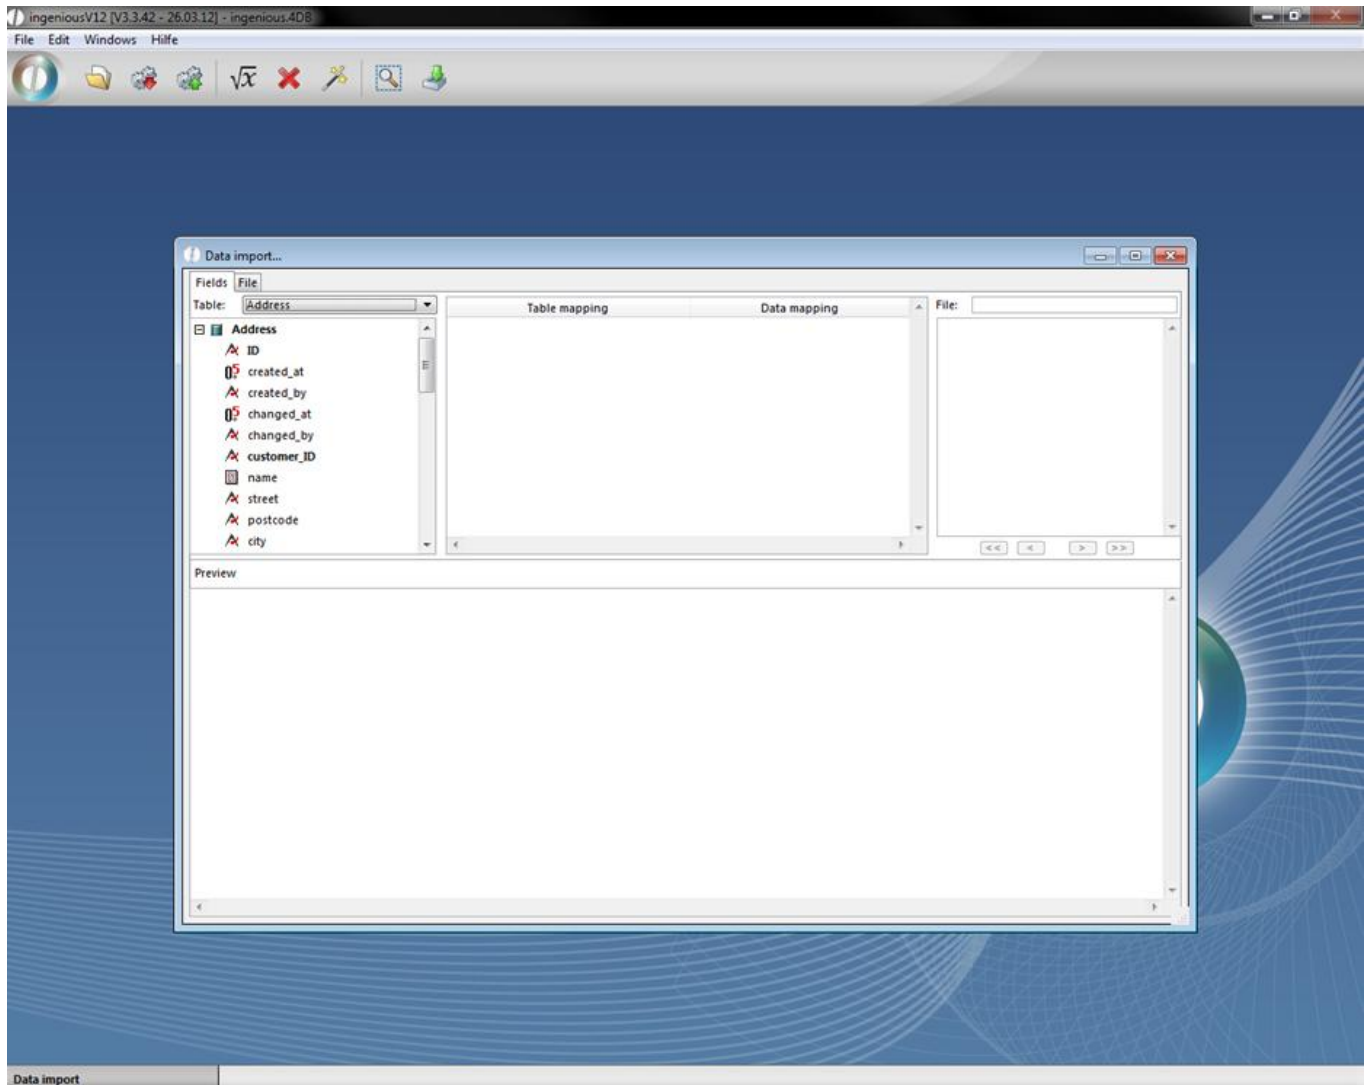 ingeniousV12 [V3.3.42 - 26.03.12] - ingenious.4DB
File Edit Windows Hilfe
√x
Data import...
Fields File
Table: Address
Table mapping Data mapping
File:
Address
ID
created_at
created_by
changed_at
changed_by
customer_ID
name
street
postcode
city
<< < > >>
Preview
Data import